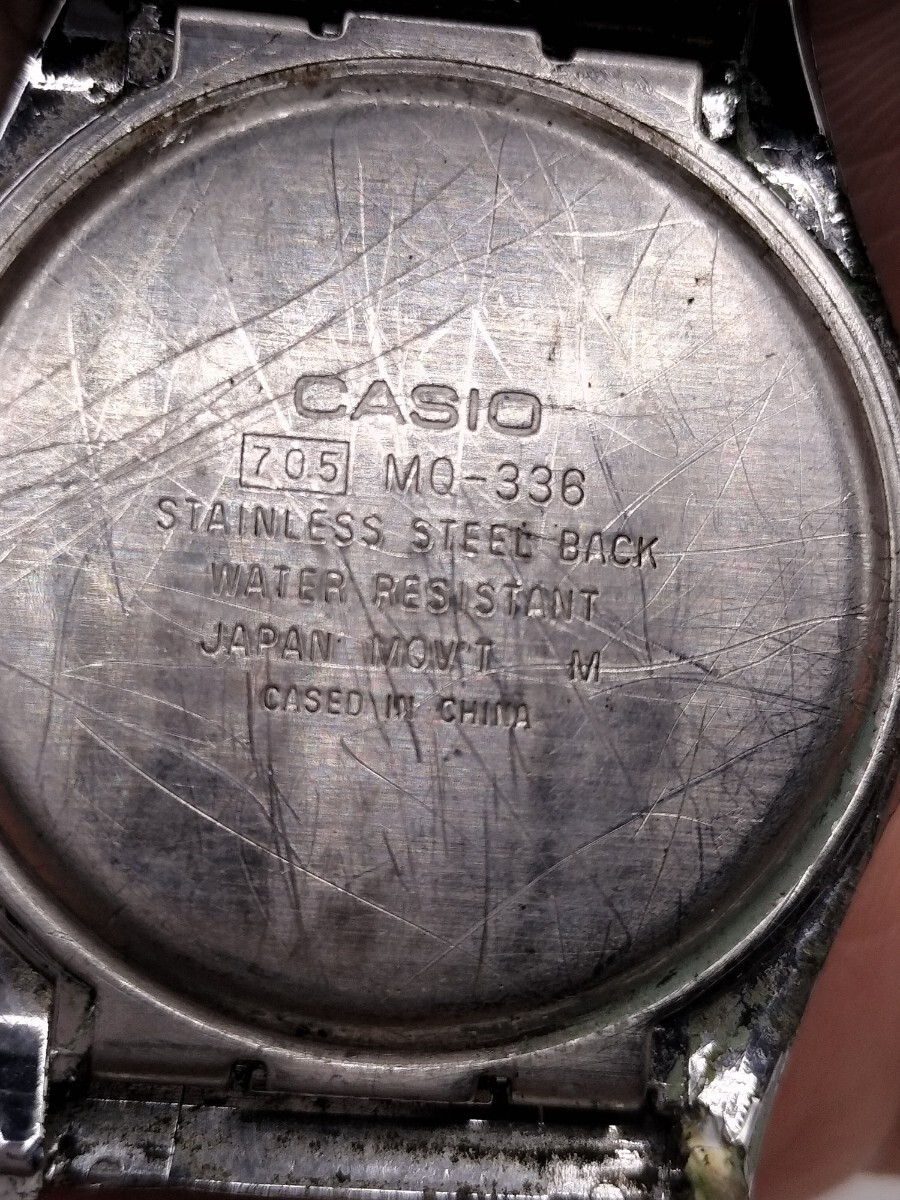 CASIO
705 MQ-336
STAINLESS STEEL BACK
WATER RESISTANT
JAPAN MOV'T M
CASED IN CHINA